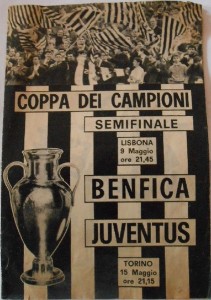 COPPA DEI CAMPIONI
SEMIFINALE
LISBONA
9 Maggio
ore 21,45
BENFICA
JUVENTUS
TORINO
15 Maggio
ore 21,15